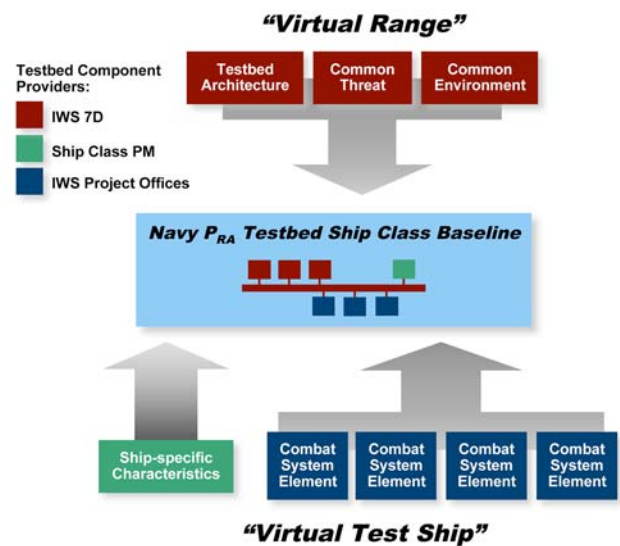 “Virtual Range”
Testbed Component
Providers:
IWS 7D
Ship Class PM
IWS Project Offices
Testbed
Architecture
Common
Threat
Common
Environment
Navy PRA Testbed Ship Class Baseline
Ship-specific
Characteristics
Combat
System
Element
Combat
System
Element
Combat
System
Element
Combat
System
Element
“Virtual Test Ship”